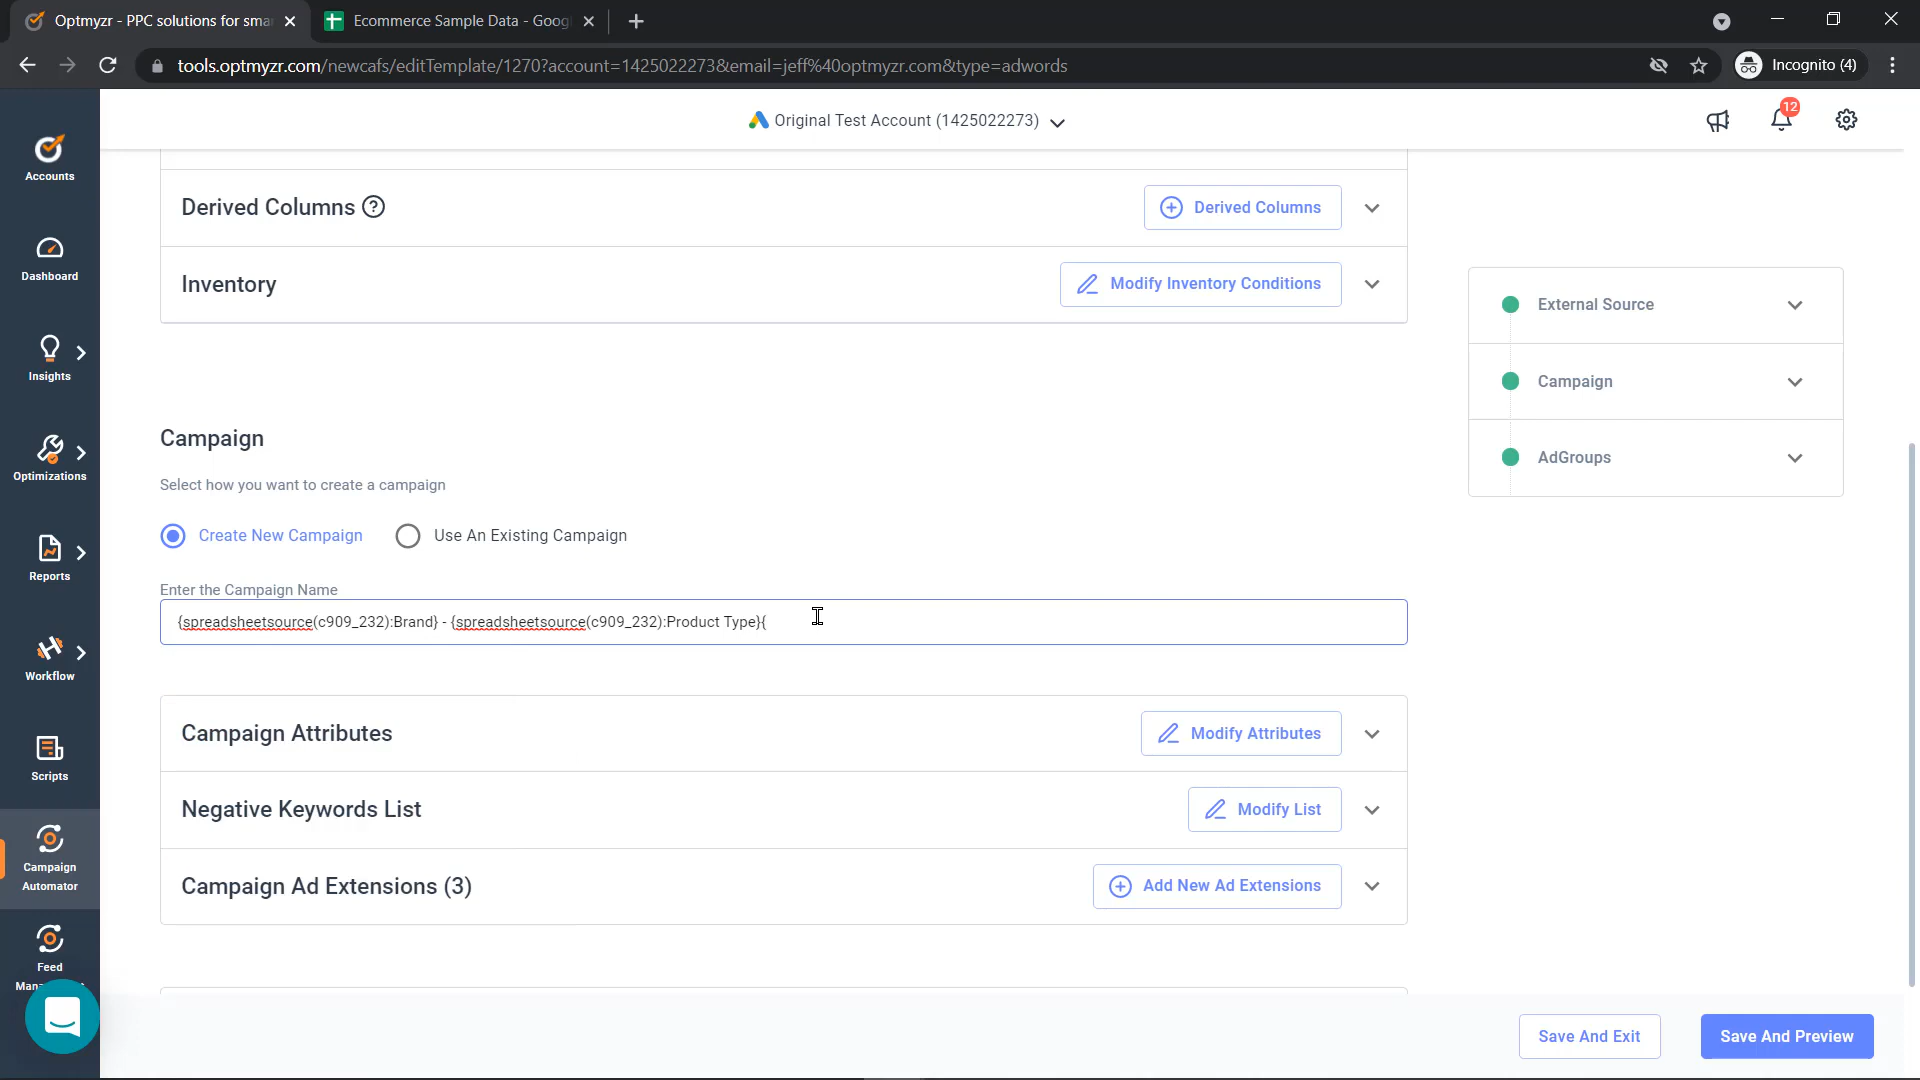 Optmyzr - PPC solutions for sma
Ecommerce Sample Data - Goog
tools.optmyzr.com/newcafs/editTemplate/1270?account=1425022273&email=jeff%40optmyzr.com&type=adwords
Incognito (4)
Original Test Account (1425022273)
12
Accounts
Dashboard
Insights
Optimizations
Reports
Workflow
Scripts
Campaign
Automator
Feed
Derived Columns ?
Derived Columns
Inventory
Modify Inventory Conditions
External Source
Campaign
AdGroups
Campaign
Select how you want to create a campaign
Create New Campaign
Use An Existing Campaign
Enter the Campaign Name
{spreadsheetsource(c909_232):Brand} - {spreadsheetsource(c909_232):Product Type}{
Campaign Attributes
Modify Attributes
Negative Keywords List
Modify List
Campaign Ad Extensions (3)
Add New Ad Extensions
Save And Exit
Save And Preview